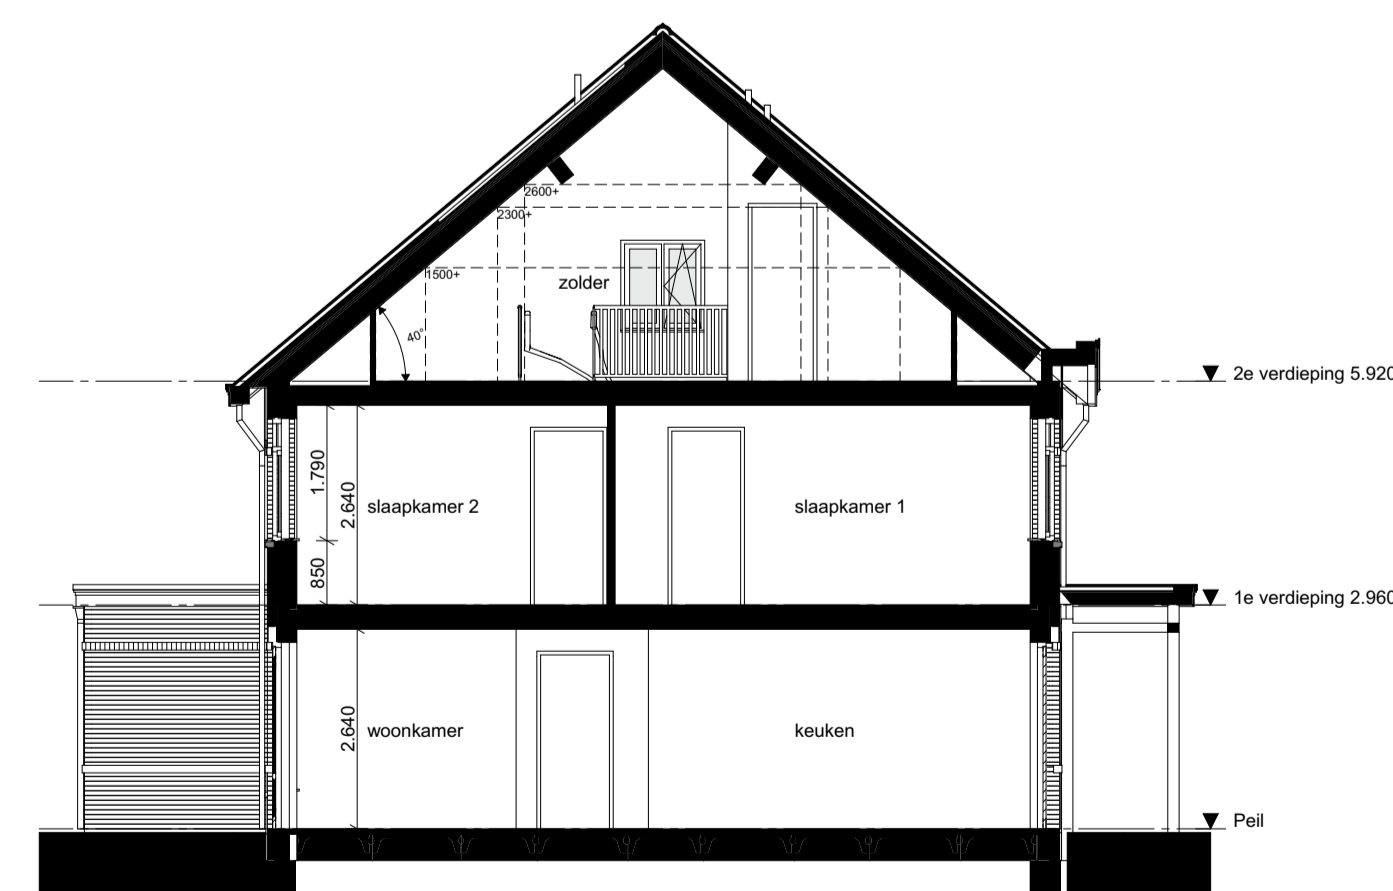 2600+
2300+
1500+
zolder
40°
2e verdieping 5.920
1.790
2.640
slaapkamer 2
slaapkamer 1
850
1e verdieping 2.960
2.640
woonkamer
keuken
Peil